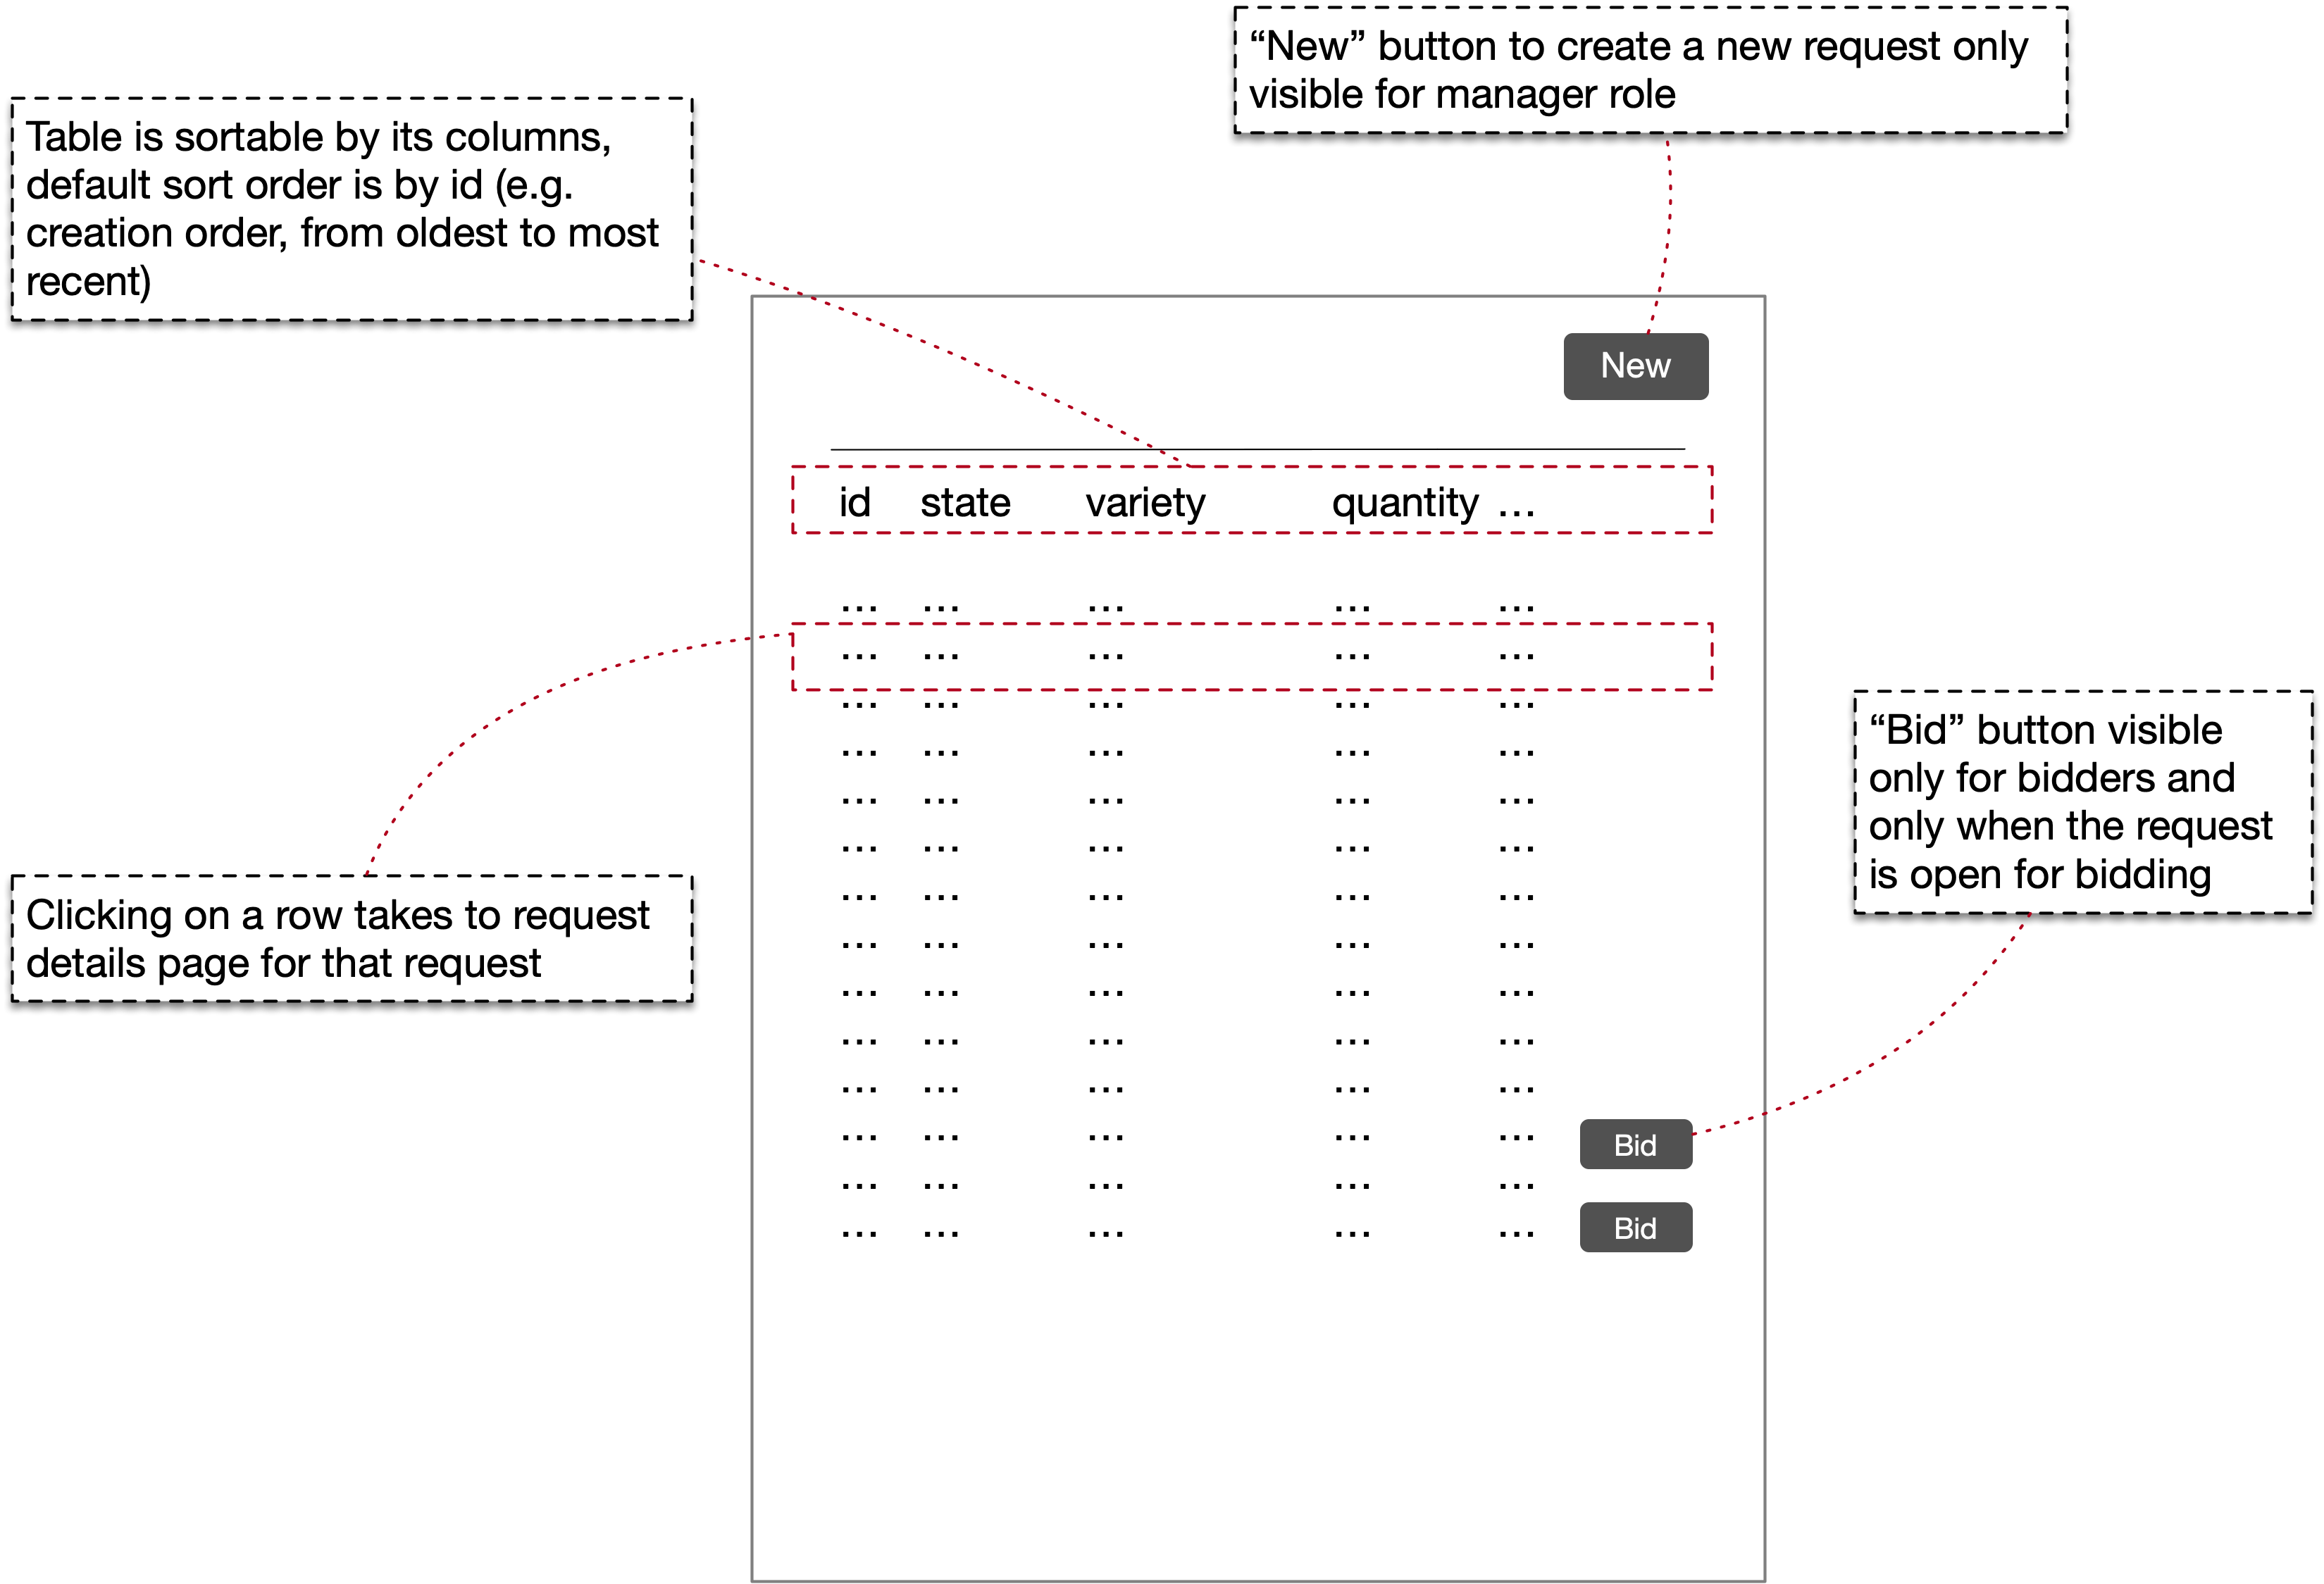 “New” button to create a new request only
visible for manager role
Table is sortable by its columns,
default sort order is by id (e.g.
creation order, from oldest to most
recent)
New
id state variety quantity ...
... ... ... ... ...
... ... ... ... ...
... ... ... ... ...
... ... ... ... ...
... ... ... ... ...
... ... ... ... ...
... ... ... ... ...
... ... ... ... ...
... ... ... ... ...
... ... ... ... ...
... ... ... ... ...
... ... ... ... ... Bid
... ... ... ... ...
... ... ... ... ... Bid
Clicking on a row takes to request
details page for that request
“Bid” button visible
only for bidders and
only when the request
is open for bidding